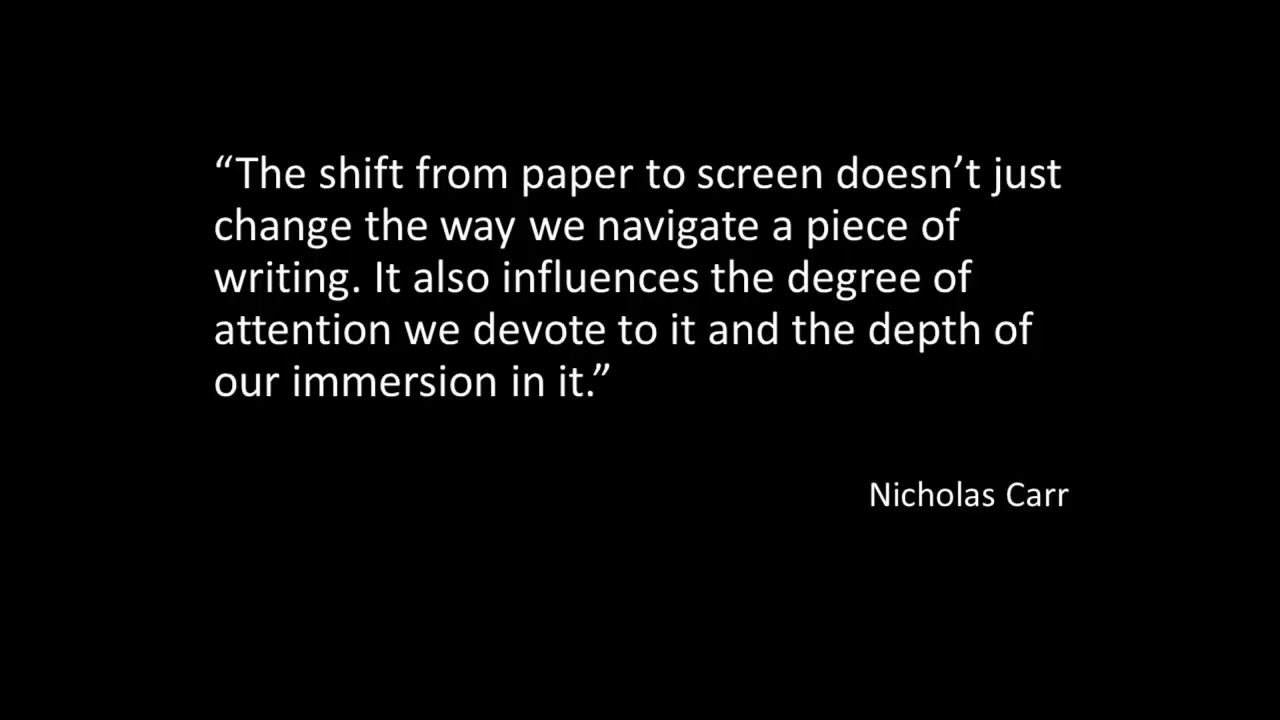 “The shift from paper to screen doesn’t just
change the way we navigate a piece of
writing. It also influences the degree of
attention we devote to it and the depth of
our immersion in it.”
Nicholas Carr